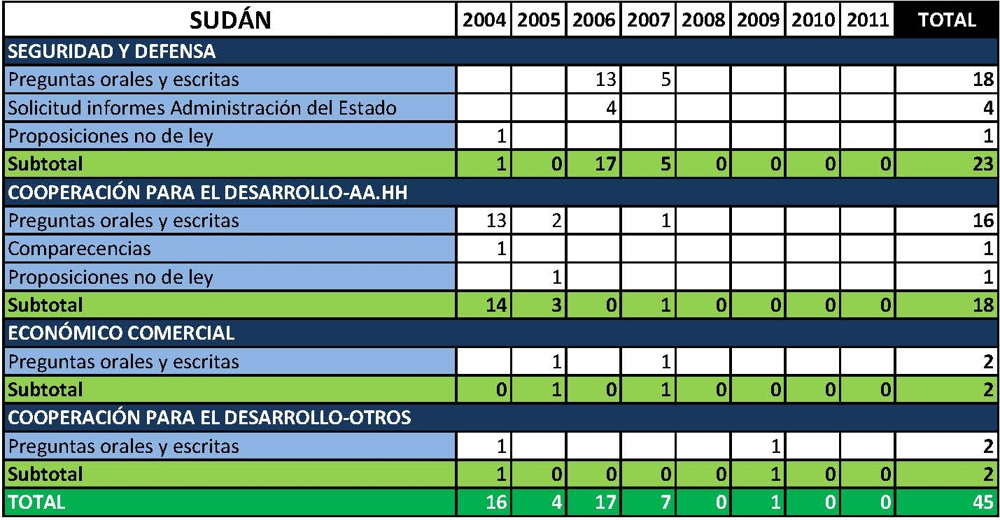 SUDÁN 2004 2005 2006 2007 2008 2009 2010 2011 TOTAL
SEGURIDAD Y DEFENSA
Preguntas orales y escritas 13 5 18
Solicitud informes Administración del Estado 4 4
Proposiciones no de ley 1 1
Subtotal 1 0 17 5 0 0 0 0 23
COOPERACIÓN PARA EL DESARROLLO-AA.HH
Preguntas orales y escritas 13 2 1 16
Comparecencias 1 1
Proposiciones no de ley 1 1
Subtotal 14 3 0 1 0 0 0 0 18
ECONÓMICO COMERCIAL
Preguntas orales y escritas 1 1 2
Subtotal 0 1 0 1 0 0 0 0 2
COOPERACIÓN PARA EL DESARROLLO-OTROS
Preguntas orales y escritas 1 1 2
Subtotal 1 0 0 0 0 1 0 0 2
TOTAL 16 4 17 7 0 1 0 0 45